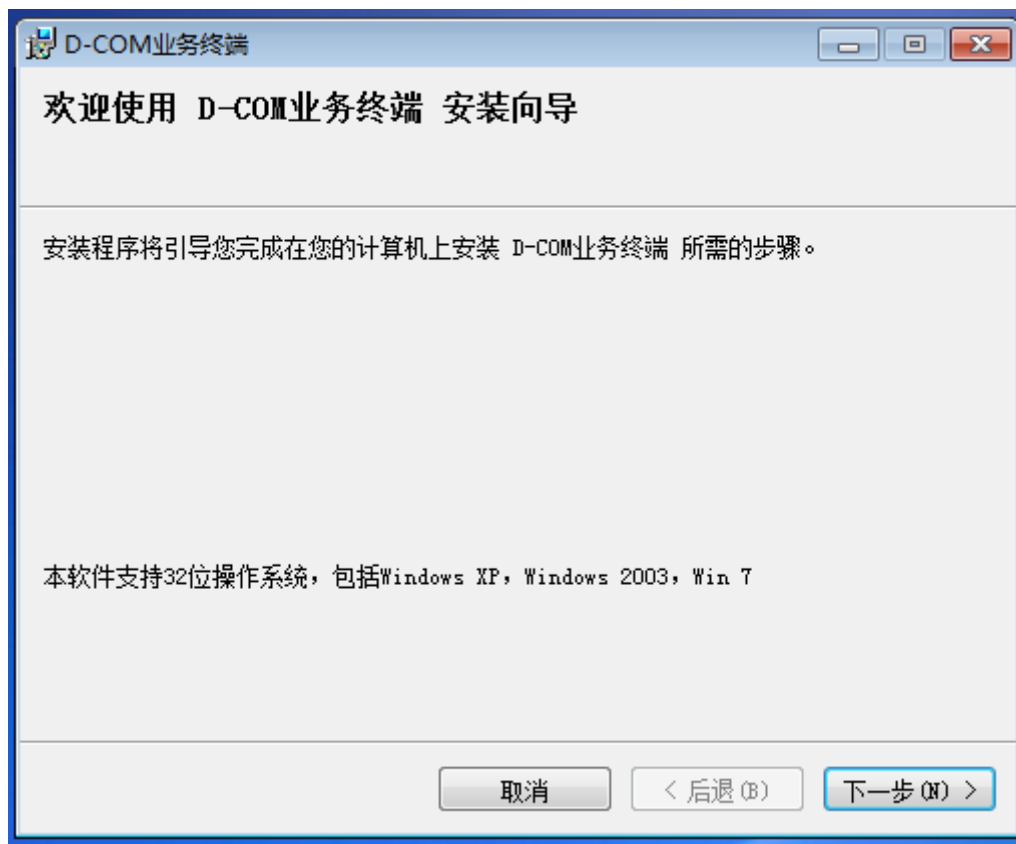 D-COM业务终端
欢迎使用 D-COM业务终端 安装向导
安装程序将引导您完成在您的计算机上安装 D-COM业务终端 所需的步骤。
本软件支持32位操作系统，包括Windows XP，Windows 2003，Win 7
取消
< 后退(B)
下一步(N) >